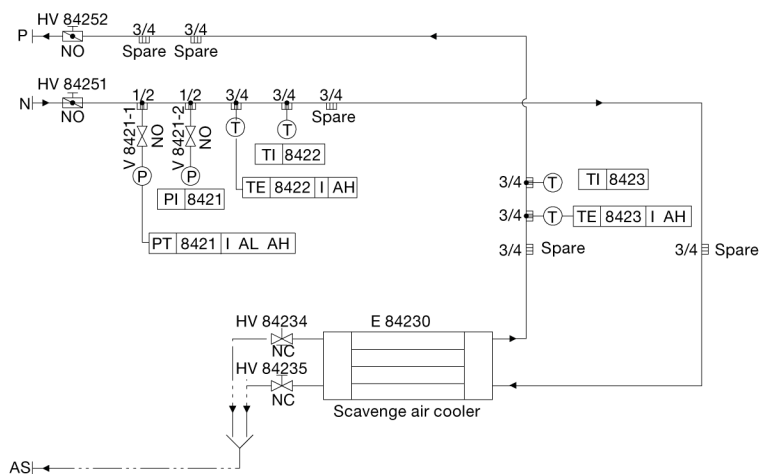 HV 84252
P
NO
3/4 3/4
Spare Spare
HV 84251
N
NO
1/2 1/2 3/4 3/4 3/4
Spare
V 8421-1
NO
V 8421-2
NO
T
T
TI 8422
P
P
TE 8422 I AH
PI 8421
PT 8421 I AL AH
3/4 T TI 8423
3/4 T TE 8423 I AH
3/4 Spare
3/4 Spare
HV 84234
E 84230
NC
HV 84235
NC
Scavenge air cooler
AS